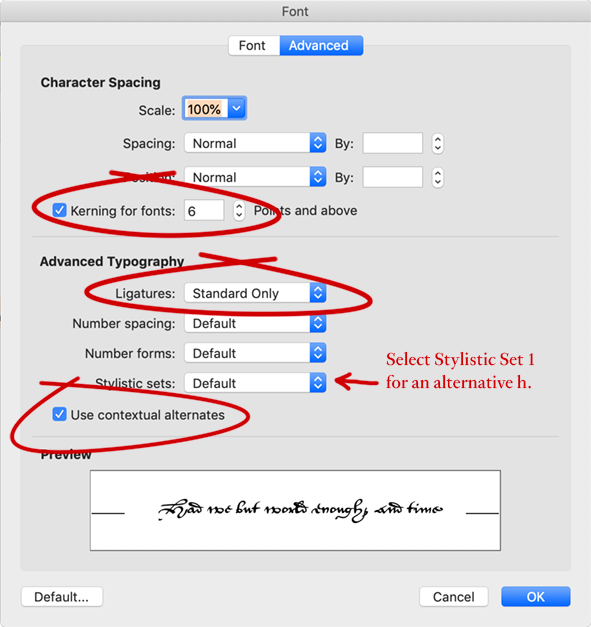 Font
Font Advanced
Character Spacing
Scale: 100%
Spacing: Normal By:
Position: Normal By:
Kerning for fonts: 6 Points and above
Advanced Typography
Ligatures: Standard Only
Number spacing: Default
Number forms: Default
Stylistic sets: Default
Select Stylistic Set 1
for an alternative h.
Use contextual alternates
Preview
Had we but world enough, and time
Default... Cancel OK